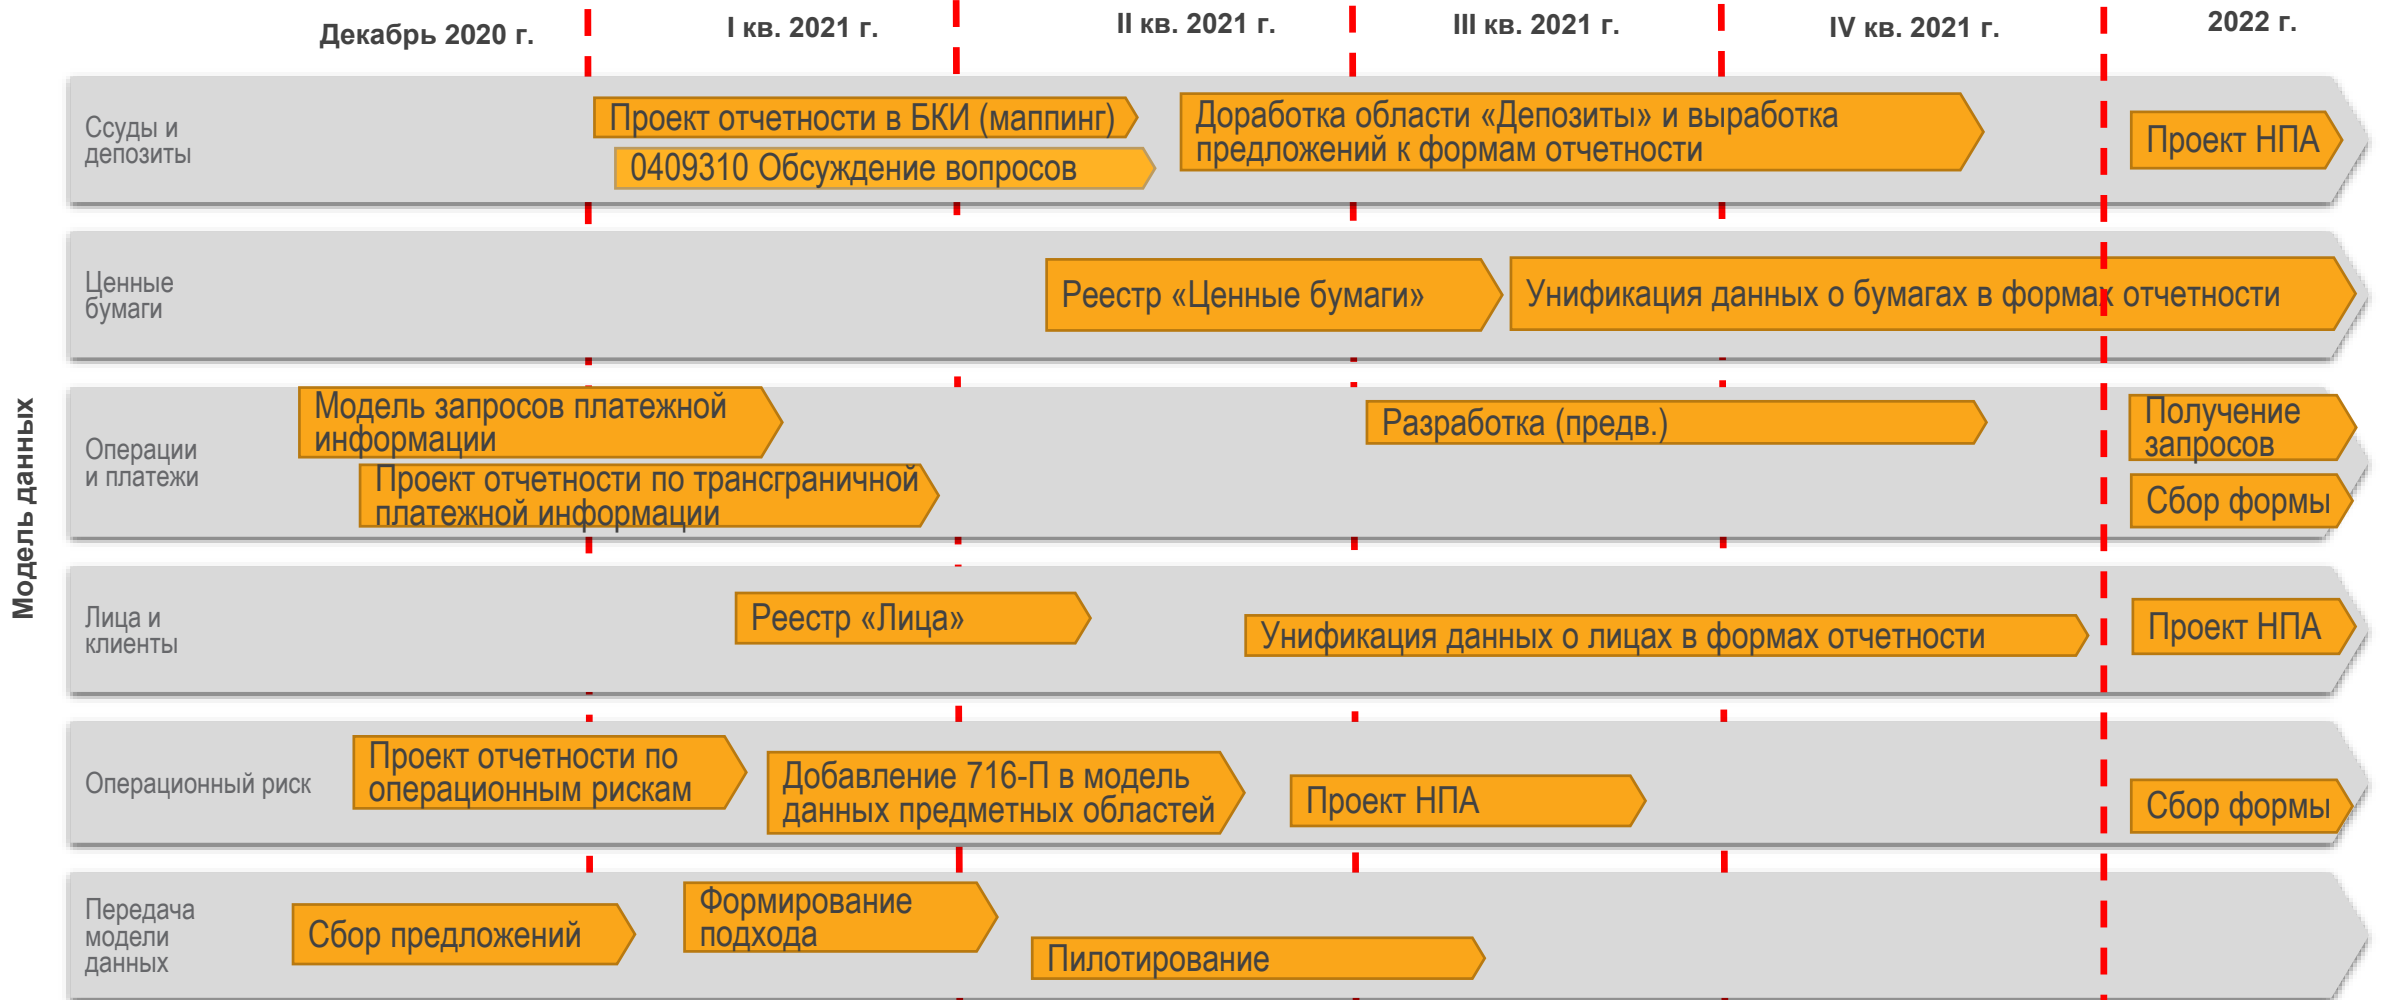 Декабрь 2020 г.
I кв. 2021 г.
II кв. 2021 г.
III кв. 2021 г.
IV кв. 2021 г.
2022 г.
Модель данных
Ссуды и
депозиты
Проект отчетности в БКИ (маппинг)
0409310 Обсуждение вопросов
Доработка области «Депозиты» и выработка
предложений к формам отчетности
Проект НПА
Ценные
бумаги
Реестр «Ценные бумаги»
Унификация данных о бумагах в формах отчетности
Операции
и платежи
Модель запросов платежной
информации
Проект отчетности по трансграничной
платежной информации
Разработка (предв.)
Получение
запросов
Сбор формы
Лица и
клиенты
Реестр «Лица»
Унификация данных о лицах в формах отчетности
Проект НПА
Операционный риск
Проект отчетности по
операционным рискам
Добавление 716-П в модель
данных предметных областей
Проект НПА
Сбор формы
Передача
модели
данных
Сбор предложений
Формирование
подхода
Пилотирование